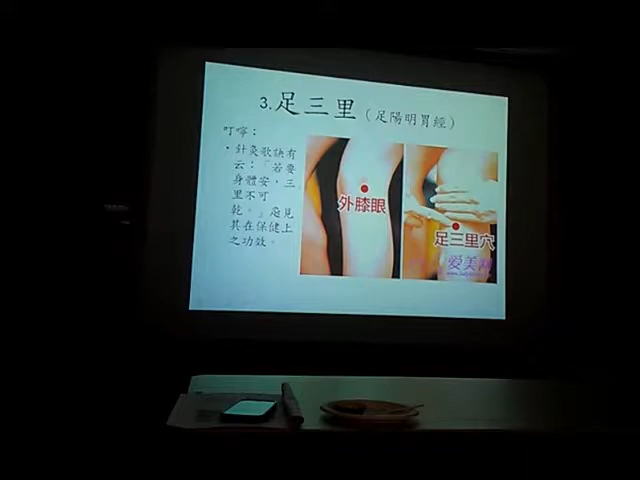 3.足三里（足陽明胃經）
叮嚀：
•針灸歌訣有
云：「若要
身體安，三
里不可
乾。」足見
其在保健上
之功效。
外膝眼
足三里穴
爱美网